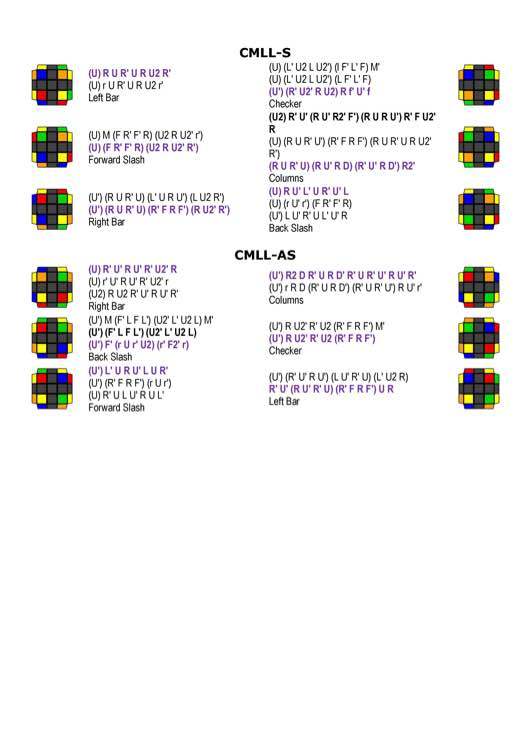 CMLL-S
(U) R U R' U R U2 R'
(U) r U R' U R U2 r'
Left Bar
(U) M (F R' F' R) (U2 R U2' r')
(U) (F R' F' R) (U2 R U2' R')
Forward Slash
(U') (R U R' U) (L' U R U') (L U2 R')
(U') (R U R' U) (R' F R F') (R U2' R')
Right Bar
(U) (L' U2 L U2') (l F' L' F) M'
(U) (L' U2 L U2') (L F' L' F)
(U') (R' U2' R U2) R f' U' f
Checker
(U2) R' U' (R U' R2' F') (R U R U') R' F U2'
R
(U) (R U R' U') (R' F R F') (R U R' U R U2'
R')
(R U R' U) (R U' R D) (R' U' R D') R2'
Columns
(U) R U' L' U R' U' L
(U) (r U' r') (F R' F' R)
(U') L U' R' U L' U' R
Back Slash
CMLL-AS
(U) R' U' R U' R' U2' R
(U) r' U' R U' R' U2' r
(U2) R U2 R' U' R U' R'
Right Bar
(U') M (F' L F L') (U2' L' U2 L) M'
(U') (F' L F L') (U2' L' U2 L)
(U') F' (r U r' U2) (r' F2' r)
Back Slash
(U') L' U R U' L U R'
(U') (R' F R F') (r U r')
(U) R' U L U' R U L'
Forward Slash
(U') R2 D R' U R D' R' U R' U' R U' R'
(U') r R D (R' U R D') (R' U R' U') R U' r'
Columns
(U') R U2' R' U2 (R' F R F') M'
(U') R U2' R' U2 (R' F R F')
Checker
(U') (R' U' R U') (L U' R' U) (L' U2 R)
R' U' (R U' R' U) (R' F R F') U R
Left Bar